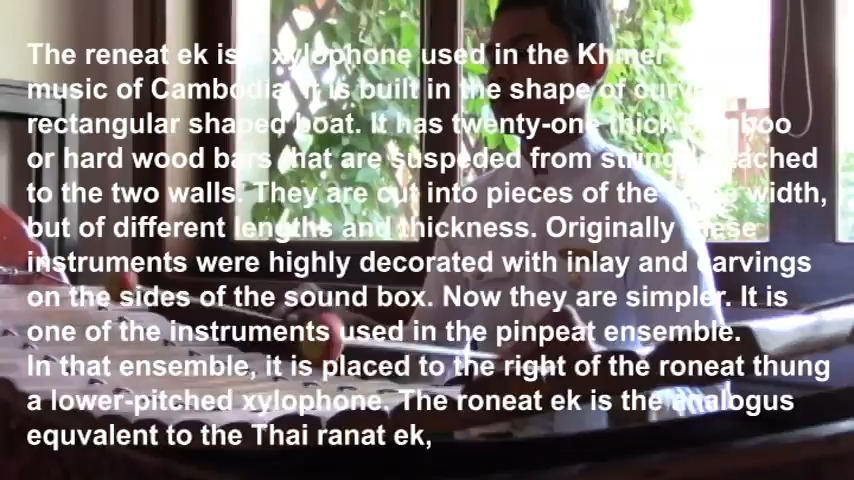 The reneat ek is a xylophone used in the Khmer
music of Cambodia. It is built in the shape of curve
rectangular shaped boat. It has twenty-one thick bamboo
or hard wood bars that are suspeded from strings attached
to the two walls. They are cut into pieces of the same width,
but of different lengths and thickness. Originally these
instruments were highly decorated with inlay and carvings
on the sides of the sound box. Now they are simpler. It is
one of the instruments used in the pinpeat ensemble.
In that ensemble, it is placed to the right of the roneat thung
a lower-pitched xylophone. The roneat ek is the analogus
equvalent to the Thai ranat ek,